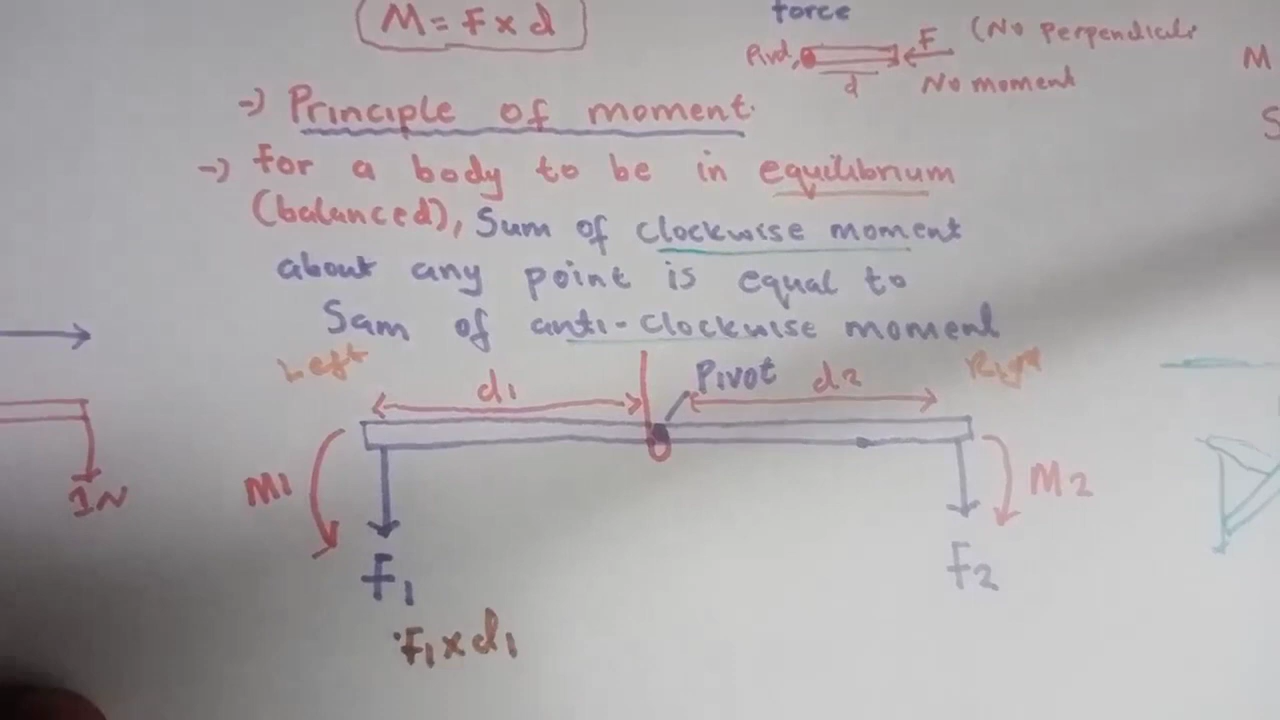 M = F x d
force
Pivot F (No perpendicul
d No moment
M
S
-) Principle of moment.
-) for a body to be in equilibrium
(balanced), Sum of clockwise moment
about any point is equal to
Sam of anti-clockwise moment
Left Right
d1 Pivot d2
M1 M2
1N
F1 F2
F1 x d1